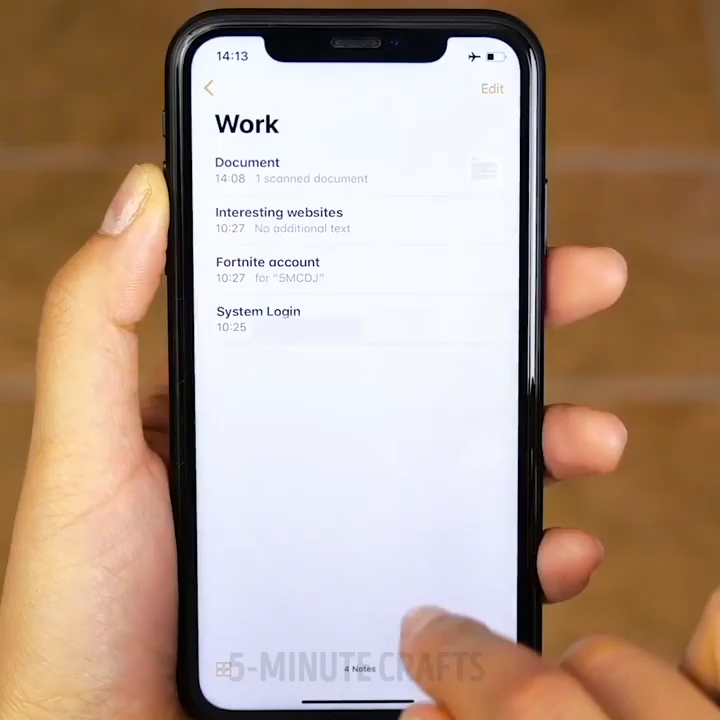 14:13
Edit
Work
Document
14:08 1 scanned document
Interesting websites
10:27 No additional text
Fortnite account
10:27 for "5MCDJ"
System Login
10:25
4 Notes
5-MINUTE CRAFTS